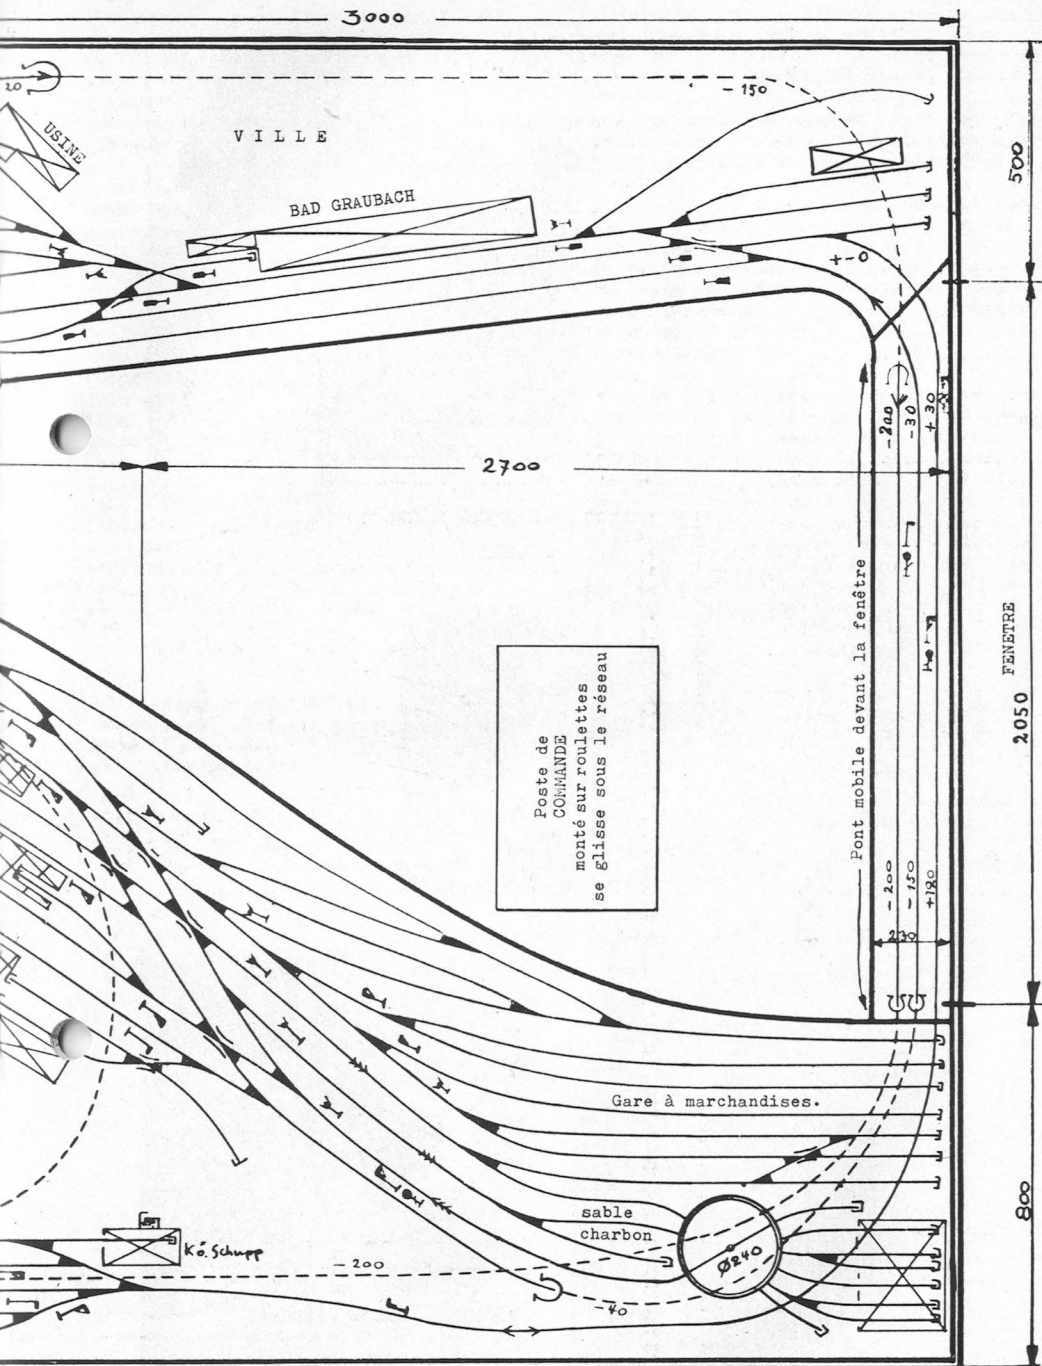 3000
20
- 150
USINE
VILLE
500
BAD GRAUBACH
+-0
-200
-30
+30
2700
Pont mobile devant la fenêtre
FENETRE
2050
Poste de
COMMANDE
monté sur roulettes
se glisse sous le réseau
-200
-150
+180
230
Gare à marchandises.
800
sable
charbon
Kö. Schupp
Ø240
- 200
-40